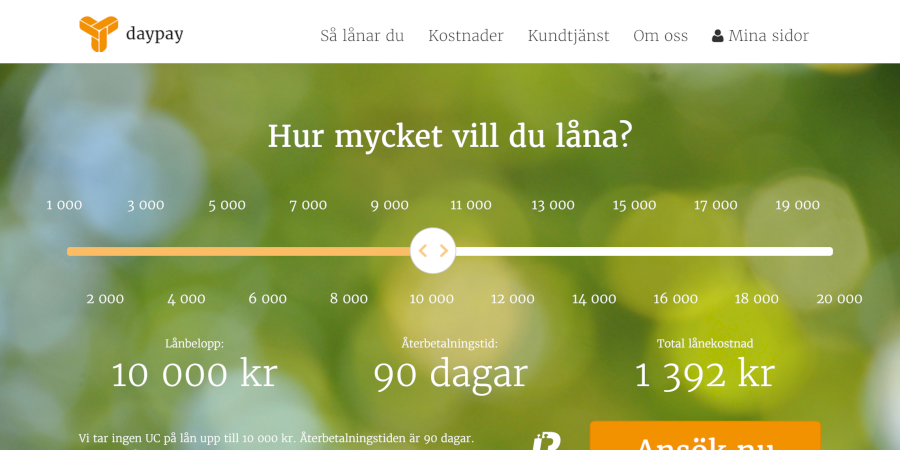 daypay
Så lånar du Kostnader Kundtjänst Om oss Mina sidor
Hur mycket vill du låna?
1 000 3 000 5 000 7 000 9 000 11 000 13 000 15 000 17 000 19 000
2 000 4 000 6 000 8 000 10 000 12 000 14 000 16 000 18 000 20 000
Lånbelopp: Återbetalningstid: Total lånekostnad
10 000 kr 90 dagar 1 392 kr
Vi tar ingen UC på lån upp till 10 000 kr. Återbetalningstiden är 90 dagar.
Ansök nu